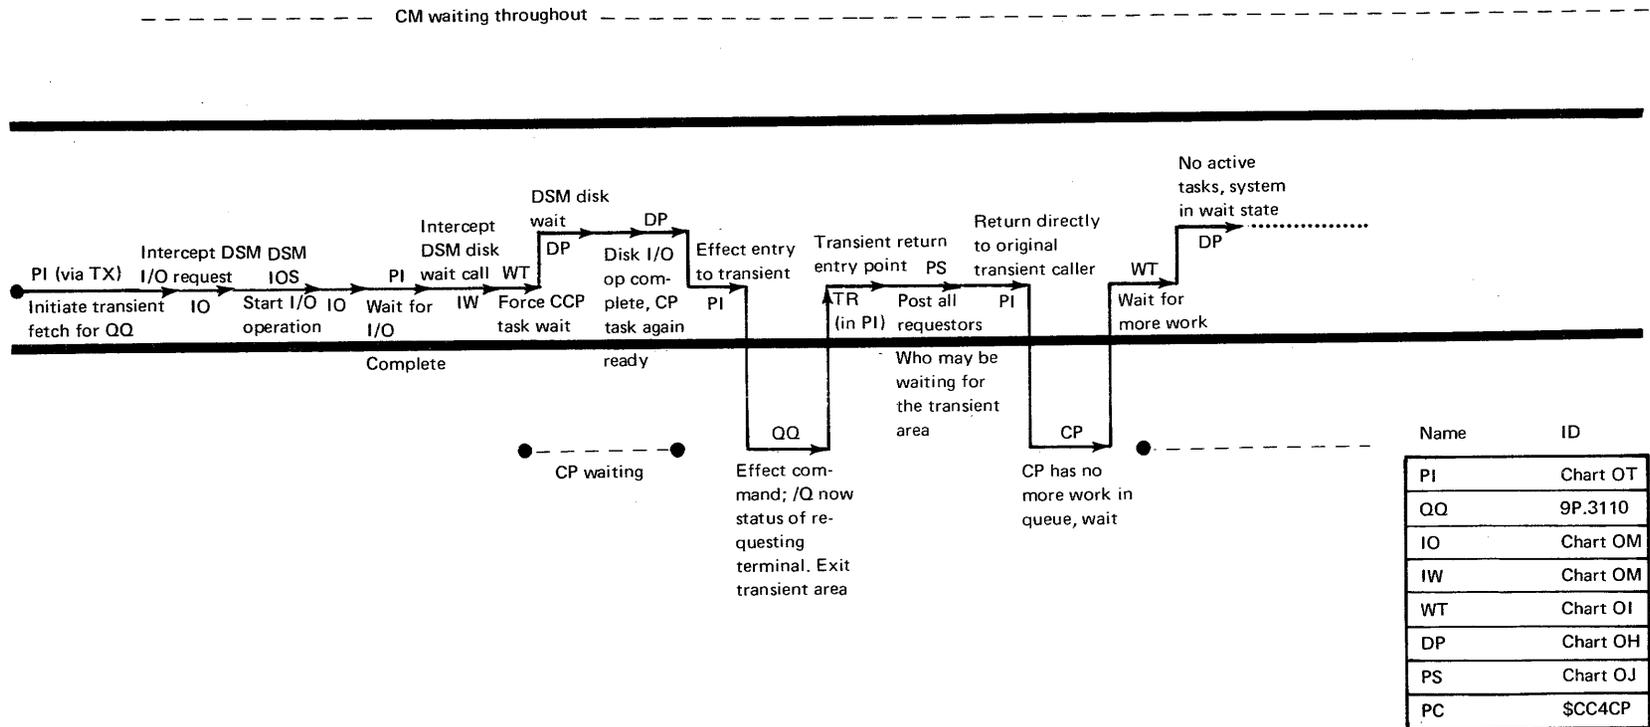 CM waiting throughout
No active
tasks, system
in wait state
DP
DSM disk
wait
DP
DP
Intercept
DSM disk
wait call
WT
IW
Return directly
to original
transient caller
PI
Effect entry
to transient
PI
Transient return
entry point
PS
Intercept DSM
I/O request
IO
DSM
IOS
PI (via TX)
Initiate transient
fetch for QQ
Start I/O
operation
IO
PI
Wait for
I/O
Complete
Force CCP
task wait
Disk I/O
op com-
plete, CP
task again
ready
TR
(in PI)
Post all
requestors
Who may be
waiting for
the transient
area
WT
Wait for
more work
CP waiting
QQ
Effect com-
mand; /Q now
status of re-
questing
terminal. Exit
transient area
CP
CP has no
more work in
queue, wait
Name ID
PI Chart OT
QQ 9P.3110
IO Chart OM
IW Chart OM
WT Chart OI
DP Chart OH
PS Chart OJ
PC $CC4CP